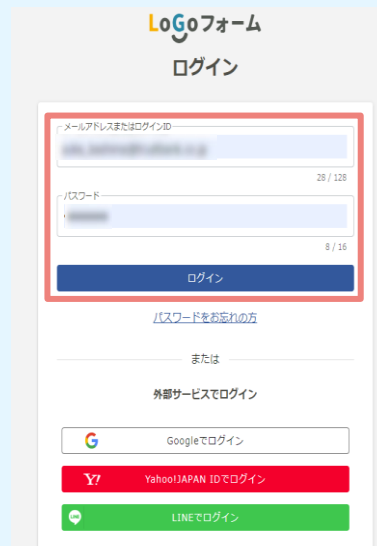 LoGoフォーム
ログイン
メールアドレスまたはログインID
28 / 128
パスワード
8 / 16
ログイン
パスワードをお忘れの方
または
外部サービスでログイン
G Googleでログイン
Y! Yahoo!JAPAN IDでログイン
LINE LINEでログイン